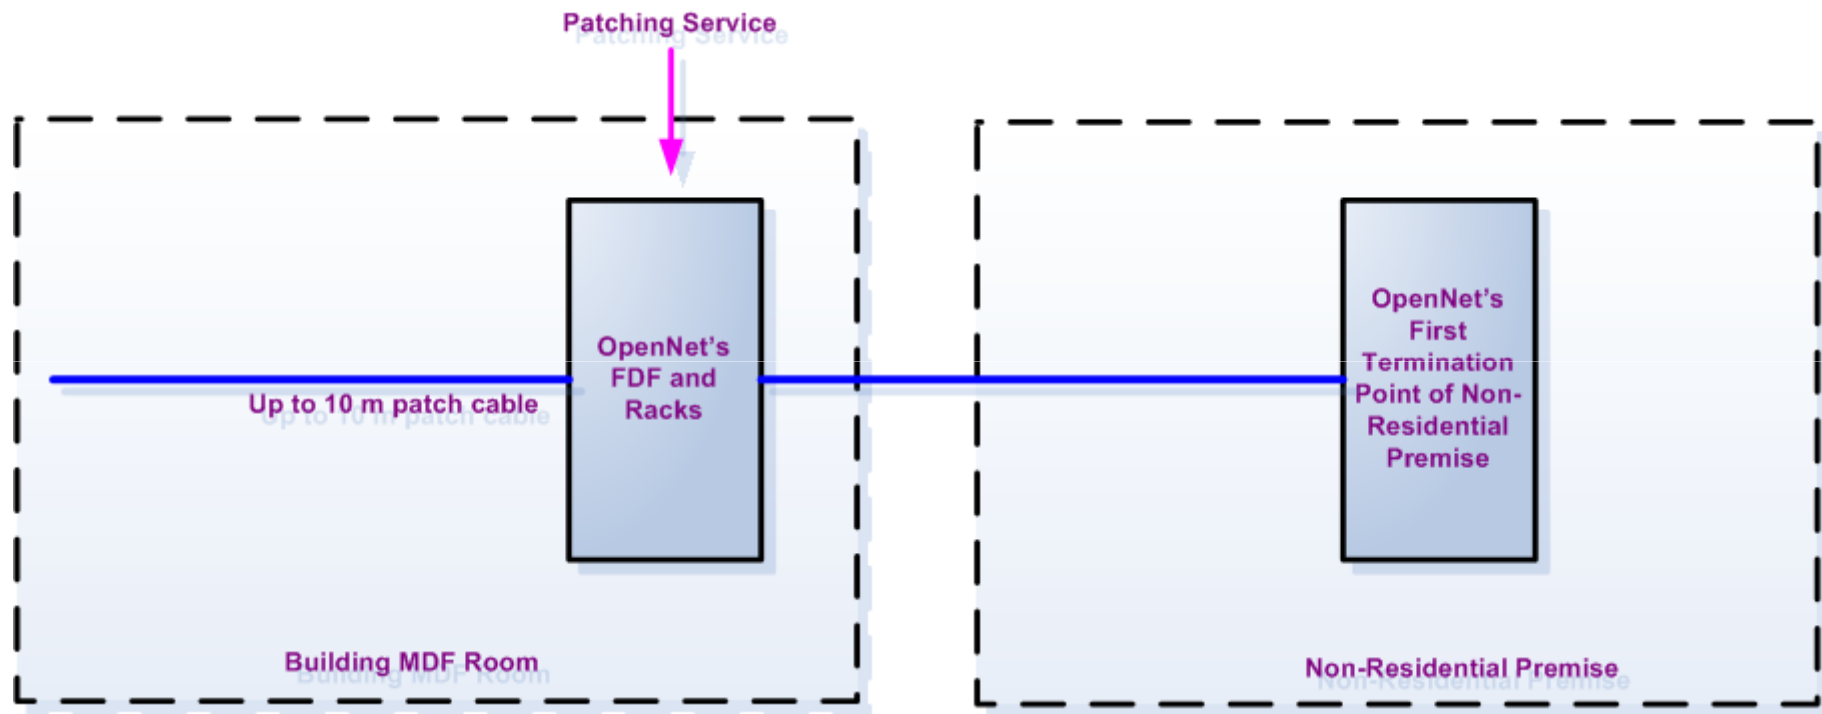 Patching Service
OpenNet’s
FDF and
Racks
Up to 10 m patch cable
Building MDF Room
OpenNet’s
First
Termination
Point of Non-
Residential
Premise
Non-Residential Premise